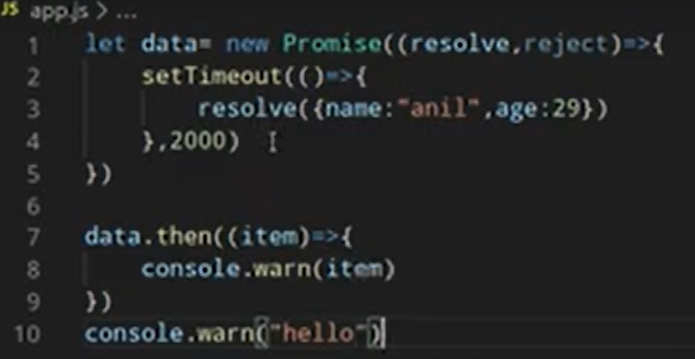 JS app.js > ...
1 let data= new Promise((resolve,reject)=>{
2     setTimeout(()=>{
3         resolve({name:"anil",age:29})
4     },2000)
5 })
6
7 data.then((item)=>{
8     console.warn(item)
9 })
10 console.warn("hello")